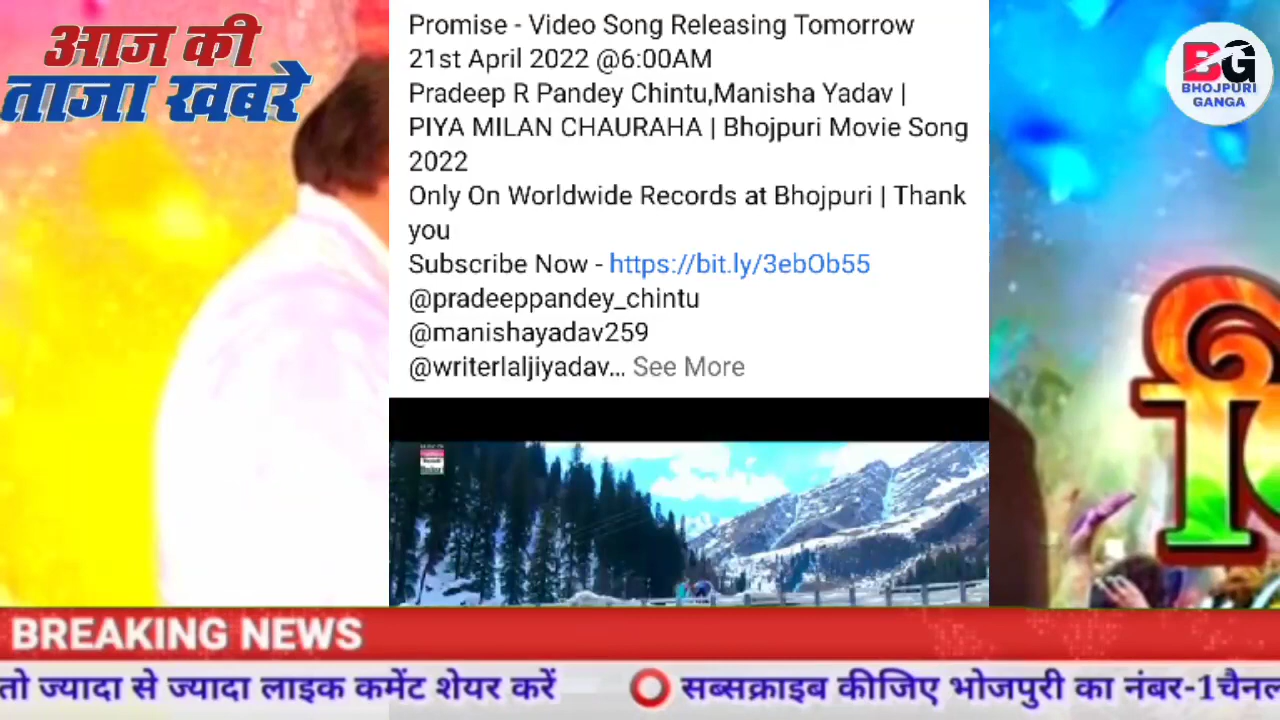 आज की
ताजा खबरे
Promise - Video Song Releasing Tomorrow
21st April 2022 @6:00AM
Pradeep R Pandey Chintu,Manisha Yadav |
PIYA MILAN CHAURAHA | Bhojpuri Movie Song
2022
Only On Worldwide Records at Bhojpuri | Thank
you
Subscribe Now - https://bit.ly/3ebOb55
@pradeeppandey_chintu
@manishayadav259
@writerlaljiyadav... See More
BG
BHOJPURI
GANGA
BREAKING NEWS
तो ज्यादा से ज्यादा लाइक कमेंट शेयर करें
सब्सक्राइब कीजिए भोजपुरी का नंबर-1चैनल